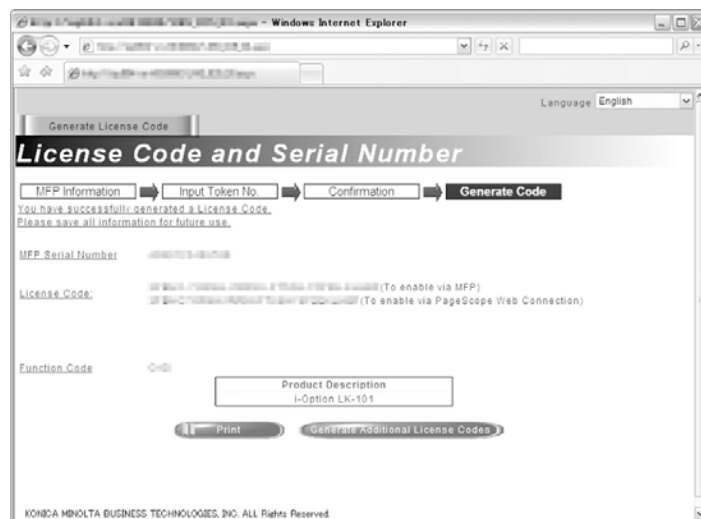 - Windows Internet Explorer
Language English
Generate License Code
License Code and Serial Number
MFP Information
Input Token No.
Confirmation
Generate Code
You have successfully generated a License Code.
Please save all information for future use.
MFP Serial Number
License Code:
(To enable via MFP)
(To enable via PageScope Web Connection)
Function Code
Product Description
i-Option LK-101
Print
Generate Additional License Codes
KONICA MINOLTA BUSINESS TECHNOLOGIES, INC. ALL Rights Reserved.